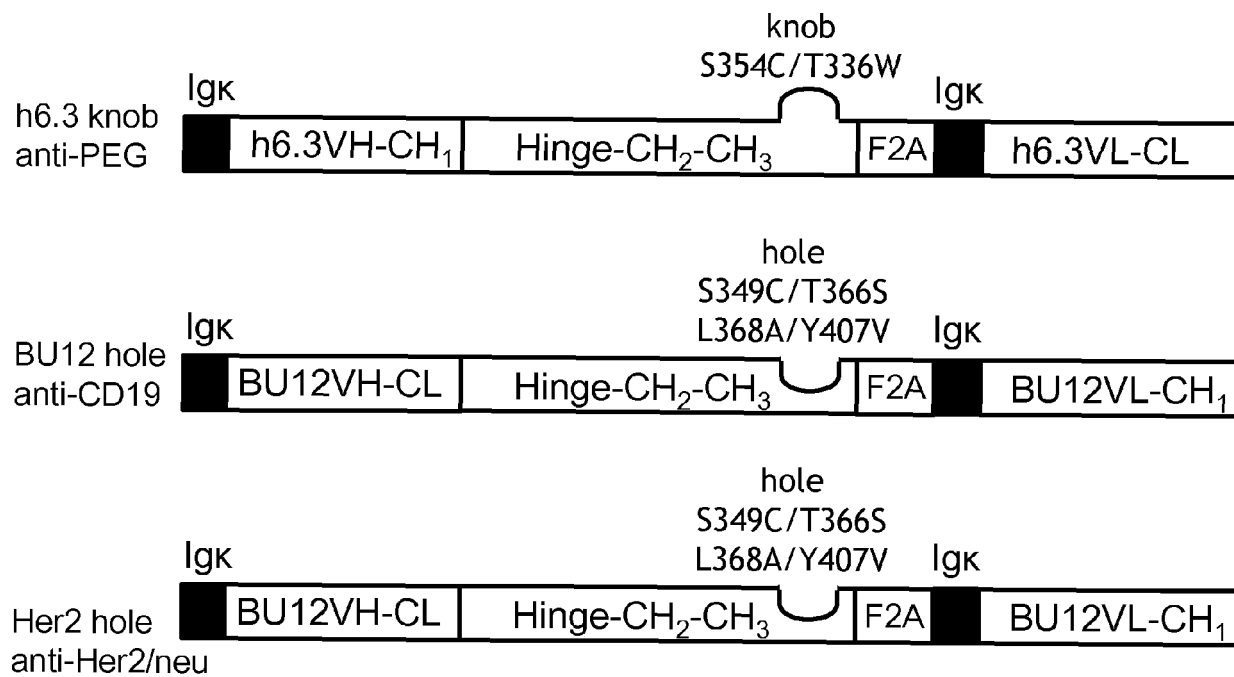 knob
S354C/T336W
Igκ
Igκ
h6.3 knob
anti-PEG
h6.3VH-CH₁
Hinge-CH₂-CH₃
F2A
h6.3VL-CL
hole
S349C/T366S
L368A/Y407V
Igκ
Igκ
BU12 hole
anti-CD19
BU12VH-CL
Hinge-CH₂-CH₃
F2A
BU12VL-CH₁
hole
S349C/T366S
L368A/Y407V
Igκ
Igκ
Her2 hole
anti-Her2/neu
BU12VH-CL
Hinge-CH₂-CH₃
F2A
BU12VL-CH₁